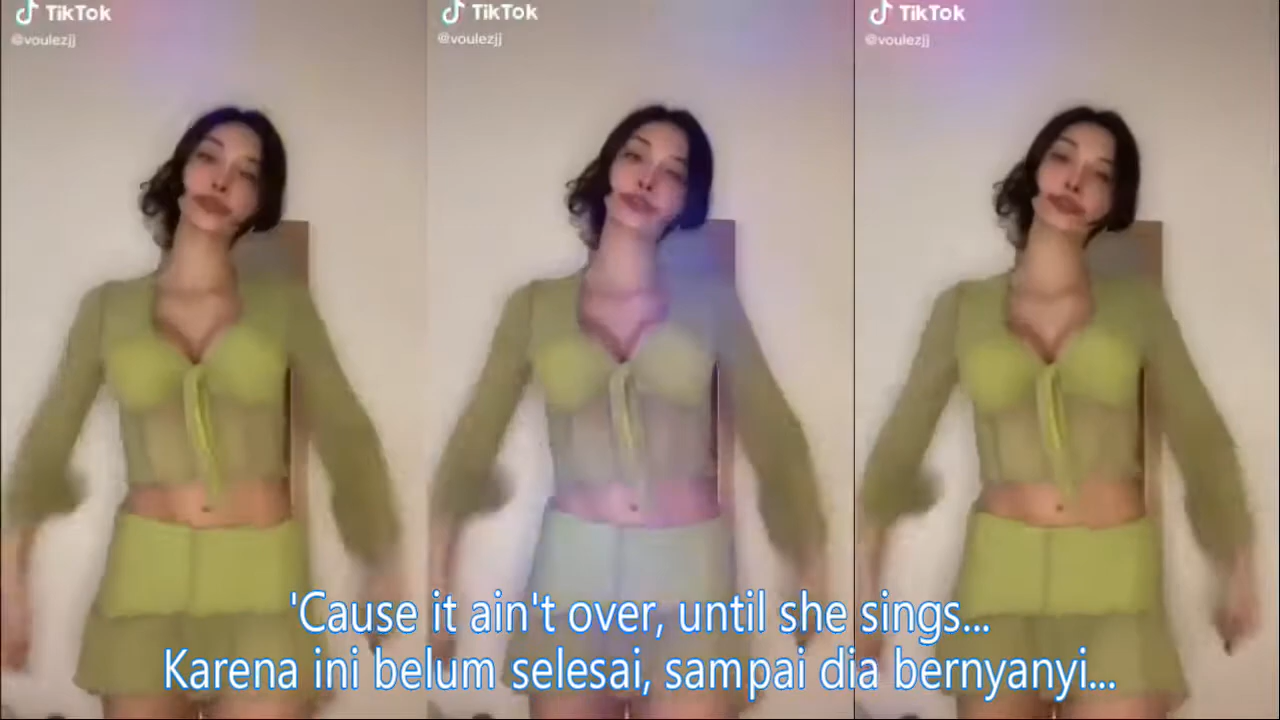 TikTok TikTok TikTok
@voulezjj @voulezjj @voulezjj
'Cause it ain't over, until she sings...
Karena ini belum selesai, sampai dia bernyanyi...